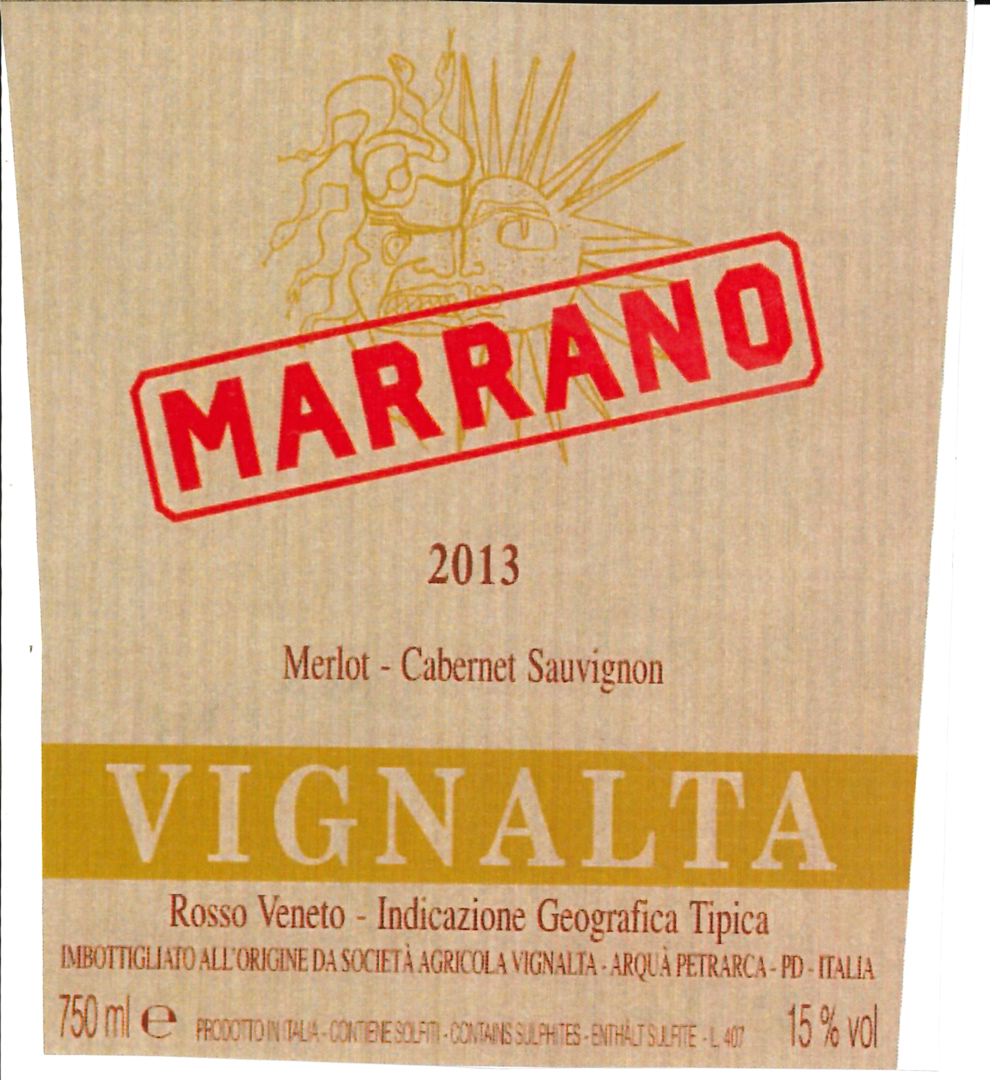 MARRANO
2013
Merlot - Cabernet Sauvignon
VIGNALTA
Rosso Veneto - Indicazione Geografica Tipica
IMBOTTIGLIATO ALL'ORIGINE DA SOCIETÀ AGRICOLA VIGNALTA - ARQUÀ PETRARCA - PD - ITALIA
750 ml e PRODOTTO IN ITALIA - CONTIENE SOLFITI - CONTAINS SULPHITES - ENTHÄLT SULFITE - L 407 15 % vol